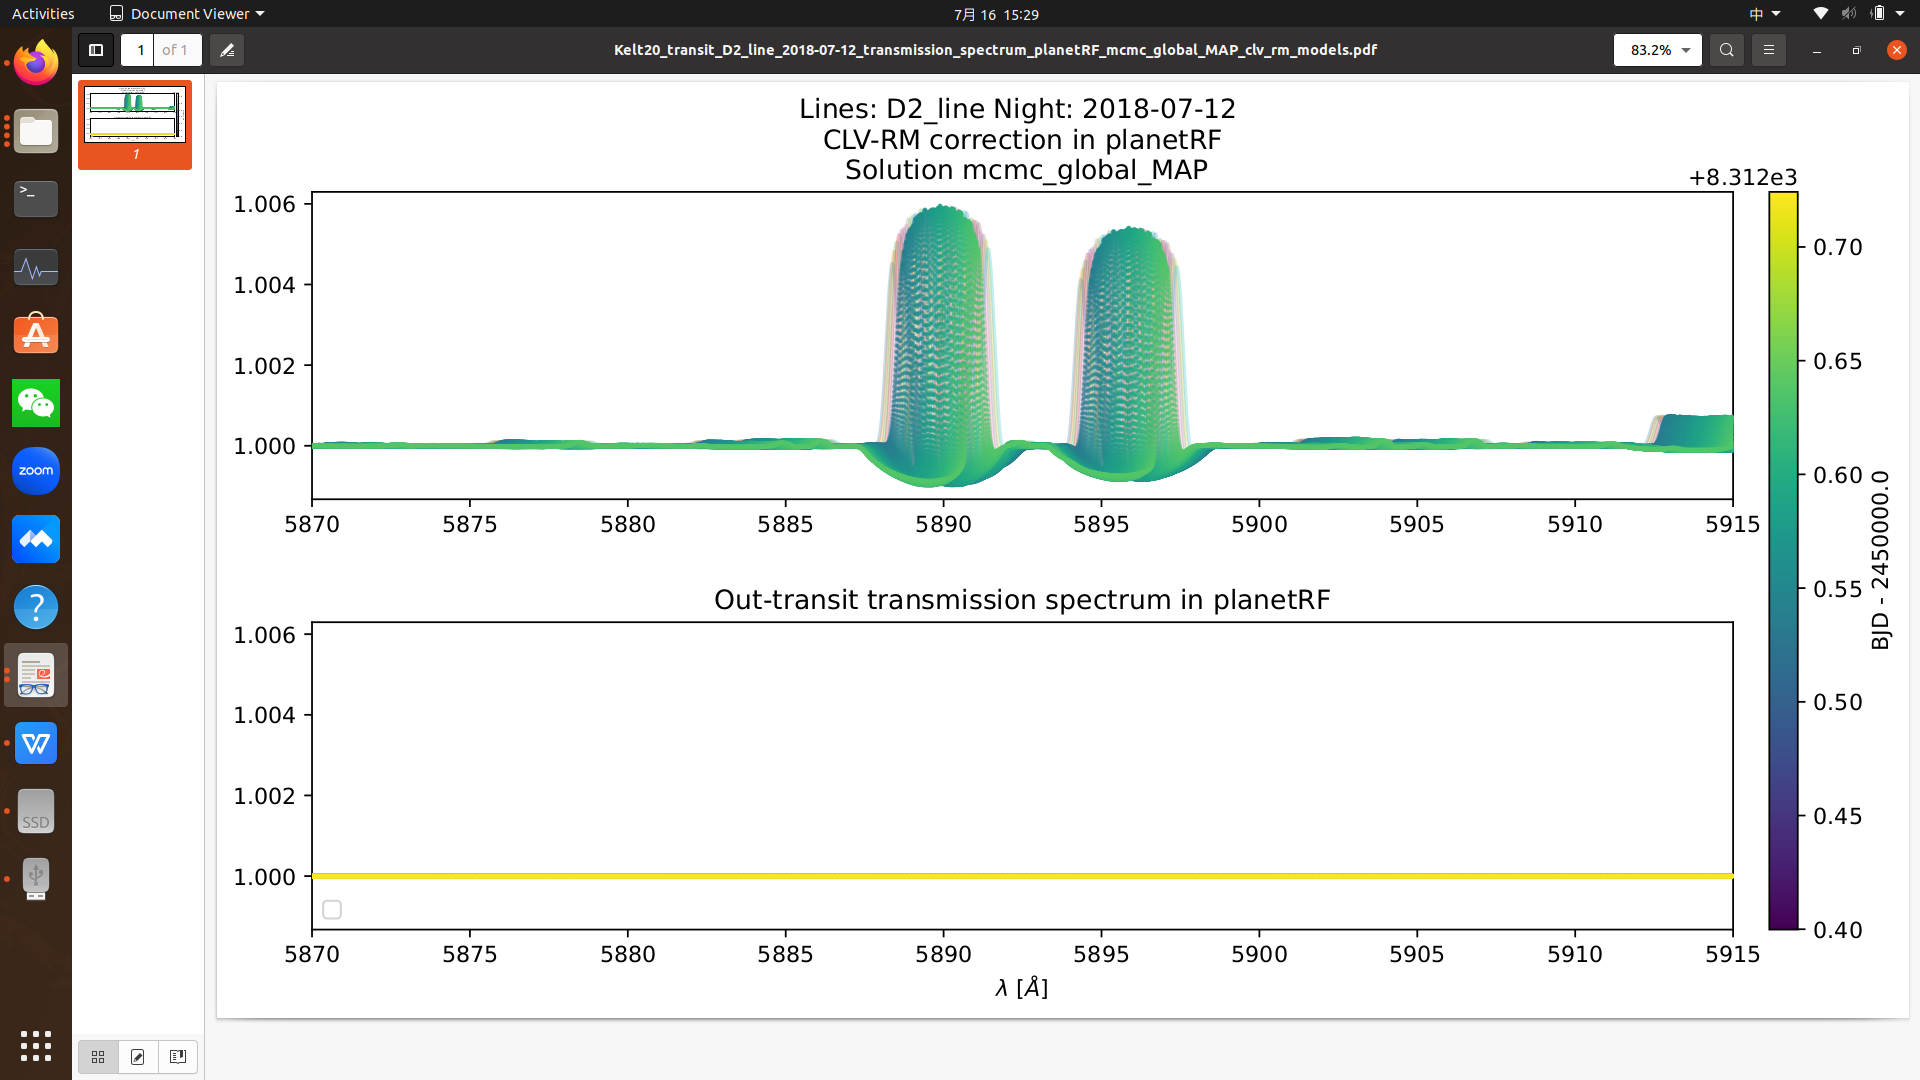 Activities
Document Viewer
7月 16 15:29
中
1
of 1
Kelt20_transit_D2_line_2018-07-12_transmission_spectrum_planetRF_mcmc_global_MAP_clv_rm_models.pdf
83.2%
1
>_
zoom
?
SSD
Lines: D2_line Night: 2018-07-12
CLV-RM correction in planetRF
Solution mcmc_global_MAP
+8.312e3
1.006
1.004
1.002
1.000
5870 5875 5880 5885 5890 5895 5900 5905 5910 5915
Out-transit transmission spectrum in planetRF
1.006
1.004
1.002
1.000
5870 5875 5880 5885 5890 5895 5900 5905 5910 5915
λ [Å]
0.70
0.65
0.60
0.55
0.50
0.45
0.40
BJD - 2450000.0